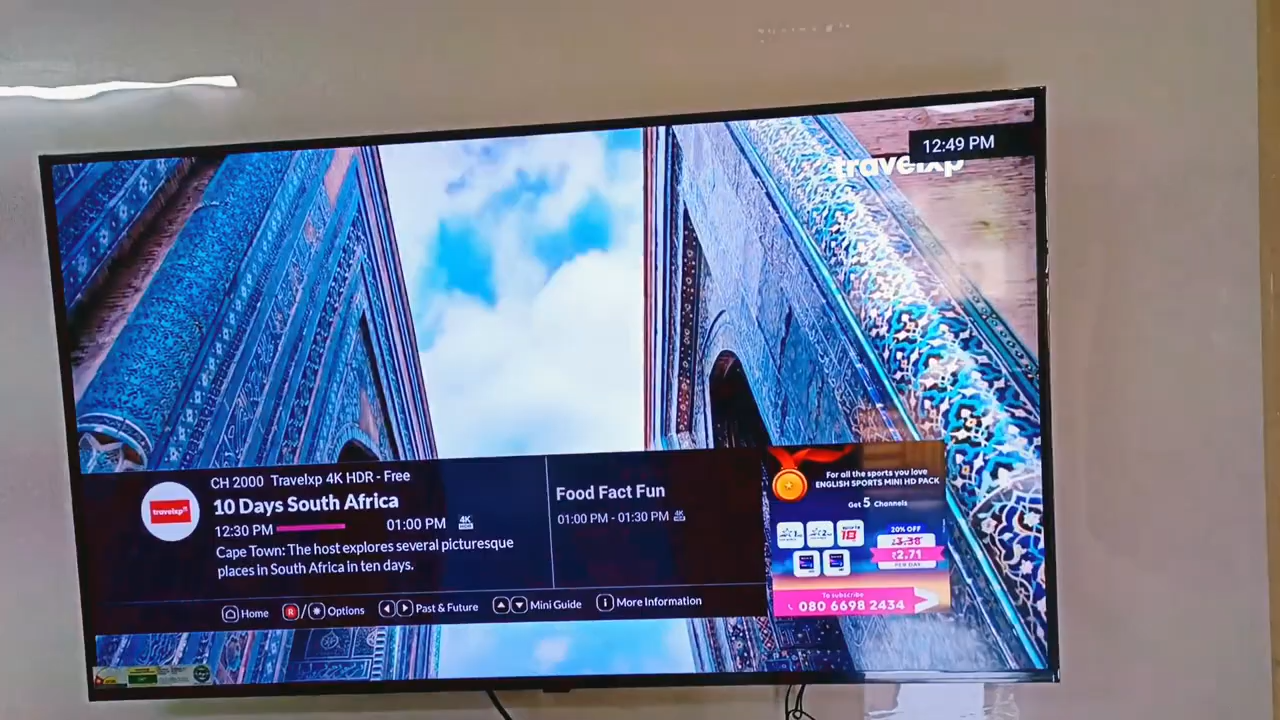 12:49 PM
travelxp
CH 2000 Travelxp 4K HDR - Free
10 Days South Africa
travelxp
12:30 PM 01:00 PM 4K HDR
Cape Town: The host explores several picturesque
places in South Africa in ten days.
Food Fact Fun
01:00 PM - 01:30 PM 4K HDR
For all the sports you love
ENGLISH SPORTS MINI HD PACK
Get 5 Channels
20% OFF
₹3.38
₹2.71
PER DAY
To subscribe
080 6698 2434
Home R/ Options Past & Future Mini Guide i More Information